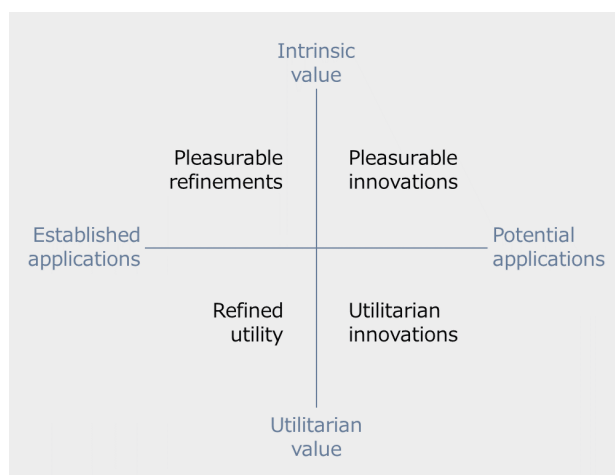 Intrinsic
value
Pleasurable
refinements
Pleasurable
innovations
Established
applications
Potential
applications
Refined
utility
Utilitarian
innovations
Utilitarian
value